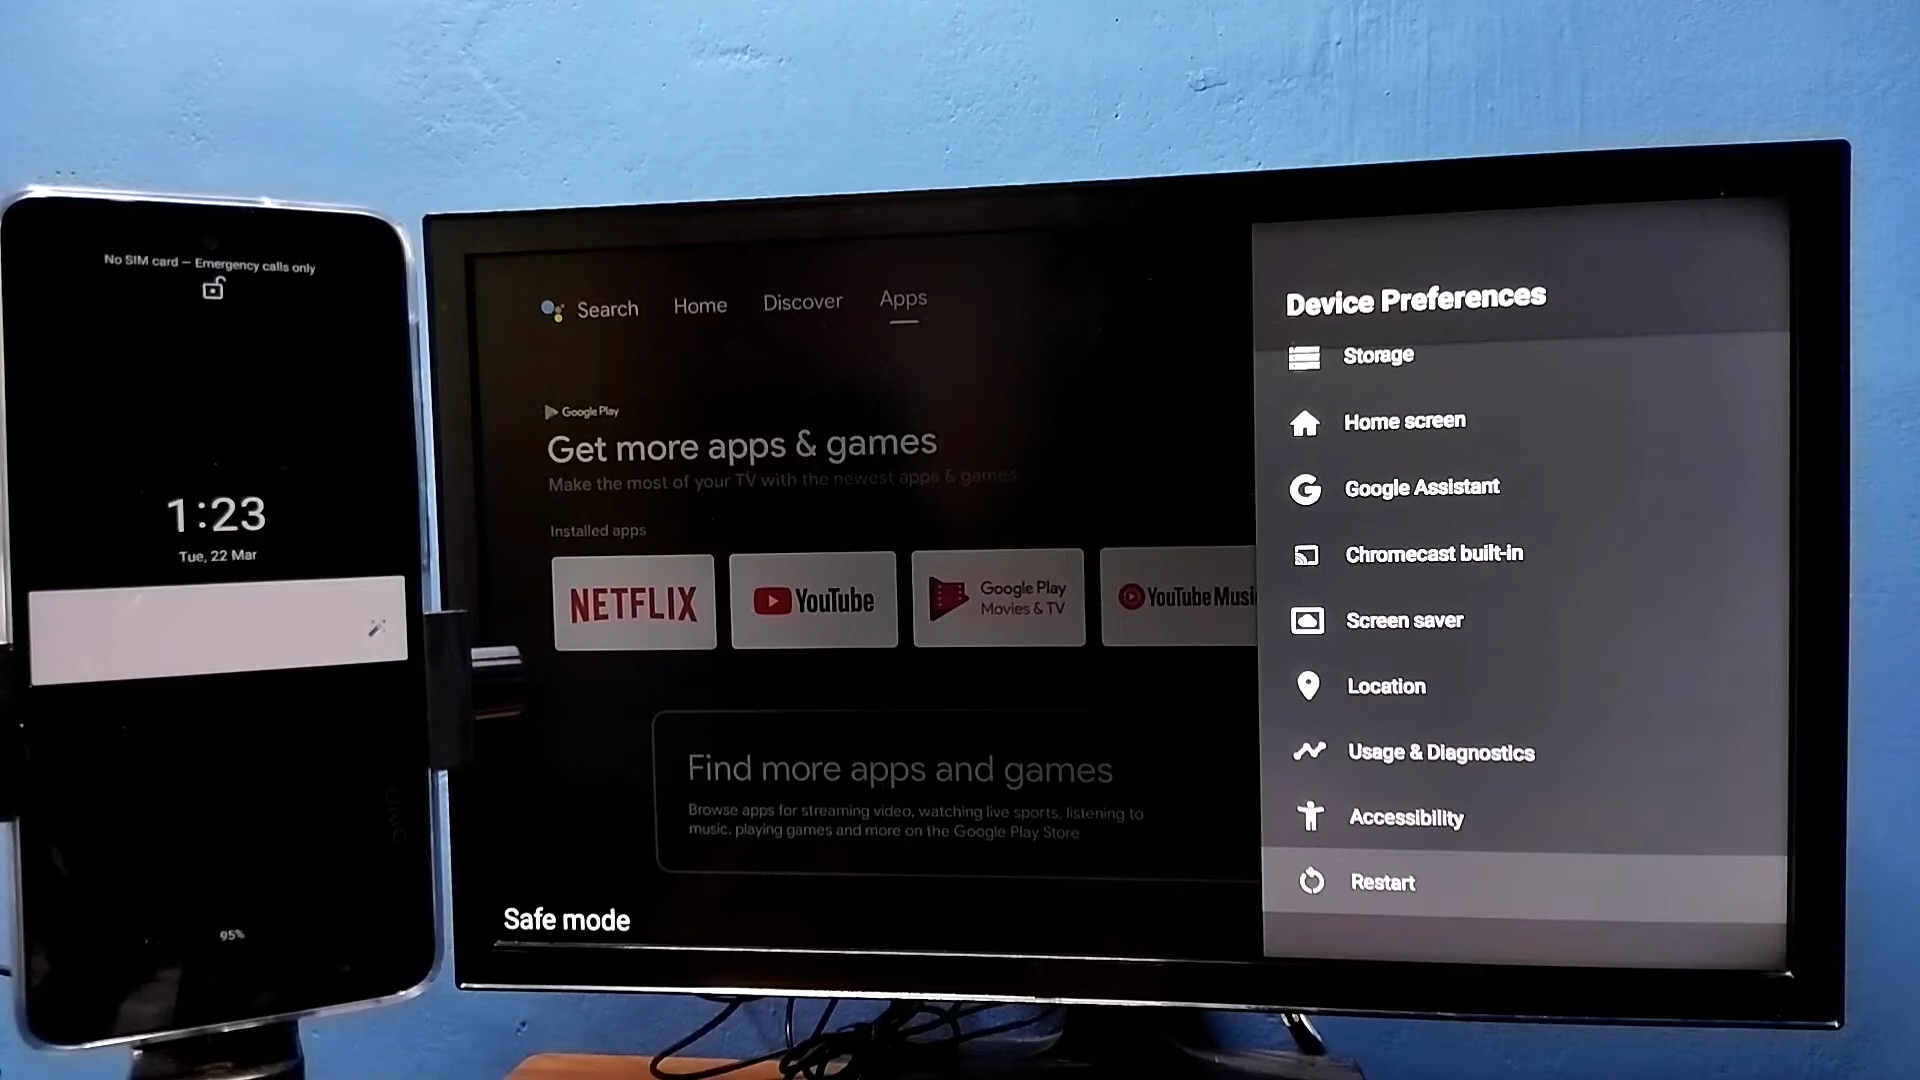 No SIM card — Emergency calls only
1:23
Tue, 22 Mar
95%
Search Home Discover Apps
Google Play
Get more apps & games
Make the most of your TV with the newest apps & games
Installed apps
NETFLIX
YouTube
Google Play
Movies & TV
YouTube Musi
Find more apps and games
Browse apps for streaming video, watching live sports, listening to
music, playing games and more on the Google Play Store
Safe mode
Device Preferences
Storage
Home screen
Google Assistant
Chromecast built-in
Screen saver
Location
Usage & Diagnostics
Accessibility
Restart